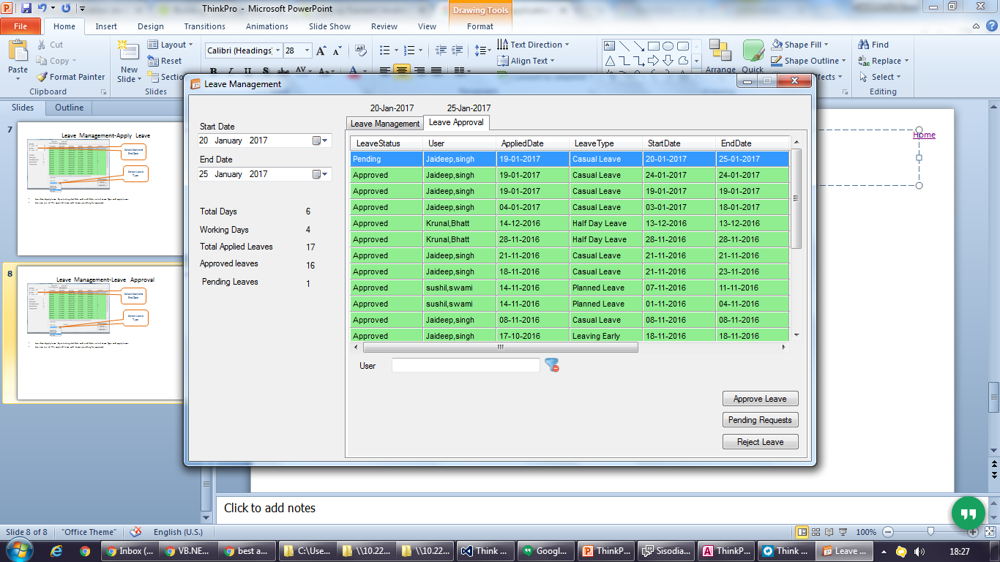 ThinkPro - Microsoft PowerPoint
Drawing Tools
File Home Insert Design Transitions Animations Slide Show Review View Format
Paste
Cut
Copy
Format Painter
Clipboard
New Slide
Layout
Reset
Slides
Calibri (Headings) 28
Text Direction
Align Text
Arrange
Quick
Shape Fill
Shape Outline
Find
Replace
Select
Editing
Slides Outline
7
Leave Management-Apply Leave
Select Start and End Date
Select Leave Type
8
Leave Management-Leave Approval
Select Start and End Date
Select Leave Type
Home
Leave Management
Start Date
20 January 2017
End Date
25 January 2017
Total Days 6
Working Days 4
Total Applied Leaves 17
Approved leaves 16
Pending Leaves 1
20-Jan-2017 25-Jan-2017
Leave Management Leave Approval
LeaveStatus User AppliedDate LeaveType StartDate EndDate
Pending Jaideep,singh 19-01-2017 Casual Leave 20-01-2017 25-01-2017
Approved Jaideep,singh 19-01-2017 Casual Leave 24-01-2017 24-01-2017
Approved Jaideep,singh 19-01-2017 Casual Leave 19-01-2017 19-01-2017
Approved Jaideep,singh 04-01-2017 Casual Leave 03-01-2017 18-01-2017
Approved Krunal,Bhatt 14-12-2016 Half Day Leave 13-12-2016 13-12-2016
Approved Krunal,Bhatt 28-11-2016 Half Day Leave 28-11-2016 28-11-2016
Approved Jaideep,singh 21-11-2016 Casual Leave 21-11-2016 21-11-2016
Approved Jaideep,singh 18-11-2016 Casual Leave 21-11-2016 23-11-2016
Approved sushil,swami 14-11-2016 Planned Leave 07-11-2016 11-11-2016
Approved sushil,swami 14-11-2016 Planned Leave 01-11-2016 04-11-2016
Approved Jaideep,singh 08-11-2016 Casual Leave 08-11-2016 08-11-2016
Approved Jaideep,singh 17-10-2016 Leaving Early 18-11-2016 18-11-2016
User
Approve Leave
Pending Requests
Reject Leave
Click to add notes
Slide 8 of 8 "Office Theme" English (U.S.) 100%
Inbox (... VB.NE... best a... C:\Use... \\10.22... \\10.22... Think ... Googl... ThinkP... Sisodia... ThinkP... Think ... Leave ... 18:27